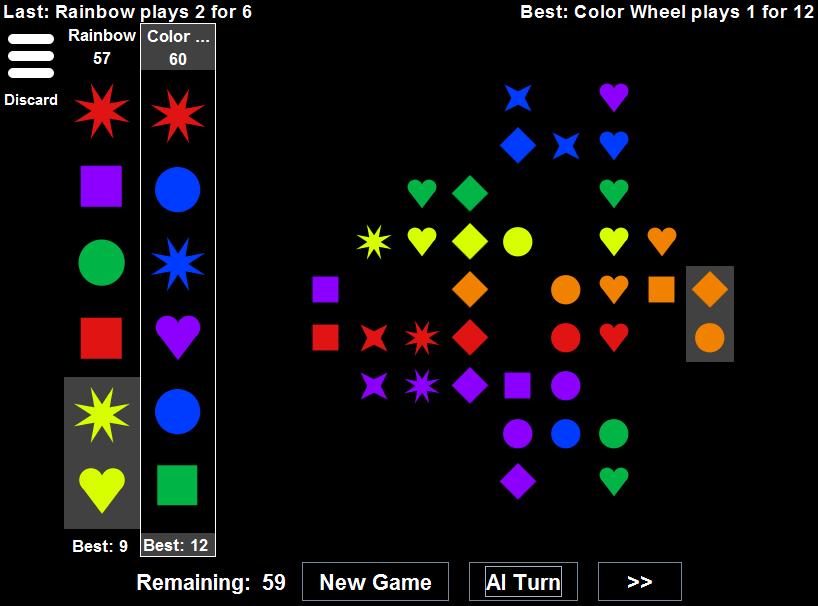 Last: Rainbow plays 2 for 6
Best: Color Wheel plays 1 for 12
Rainbow
57
Color ...
60
Discard
Best: 9
Best: 12
Remaining: 59
New Game
AI Turn
>>